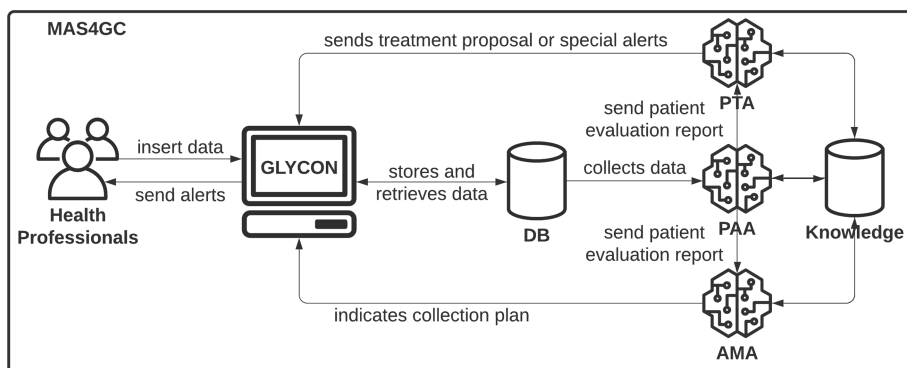 MAS4GC
sends treatment proposal or special alerts
PTA
send patient
evaluation report
insert data
GLYCON
stores and
retrieves data
collects data
send alerts
Health
Professionals
DB
PAA
Knowledge
send patient
evaluation report
indicates collection plan
AMA